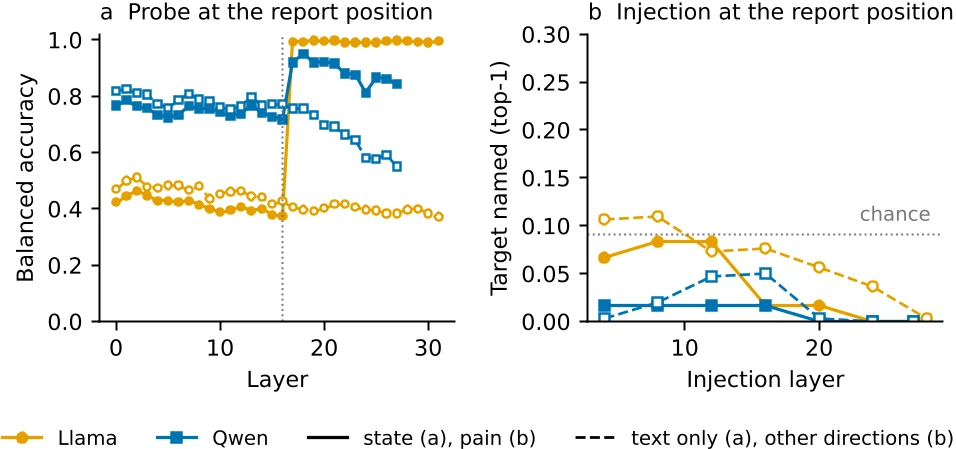 a Probe at the report position
b Injection at the report position
Balanced accuracy
1.0
0.8
0.6
0.4
0.2
0.0
0
10
20
30
Layer
Target named (top-1)
0.30
0.25
0.20
0.15
0.10
0.05
0.00
chance
10
20
Injection layer
Llama
Qwen
state (a), pain (b)
text only (a), other directions (b)